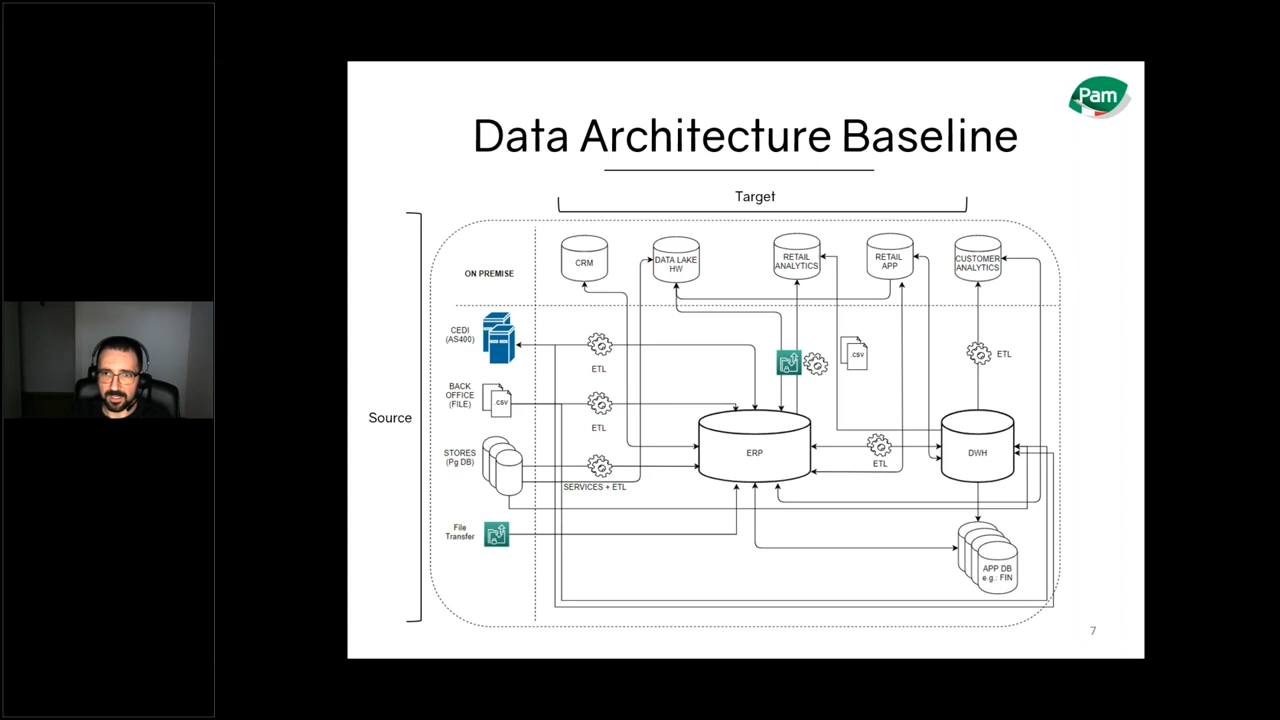 Pam
Data Architecture Baseline
Target
Source
ON PREMISE
CRM
DATA LAKE
HW
RETAIL
ANALYTICS
RETAIL
APP
CUSTOMER
ANALYTICS
CEDI
(AS400)
ETL
.CSV
ETL
BACK
OFFICE
(FILE)
.CSV
ETL
STORES
(Pg DB)
SERVICES + ETL
ERP
ETL
DWH
File
Transfer
APP DB
e.g.: FIN
7